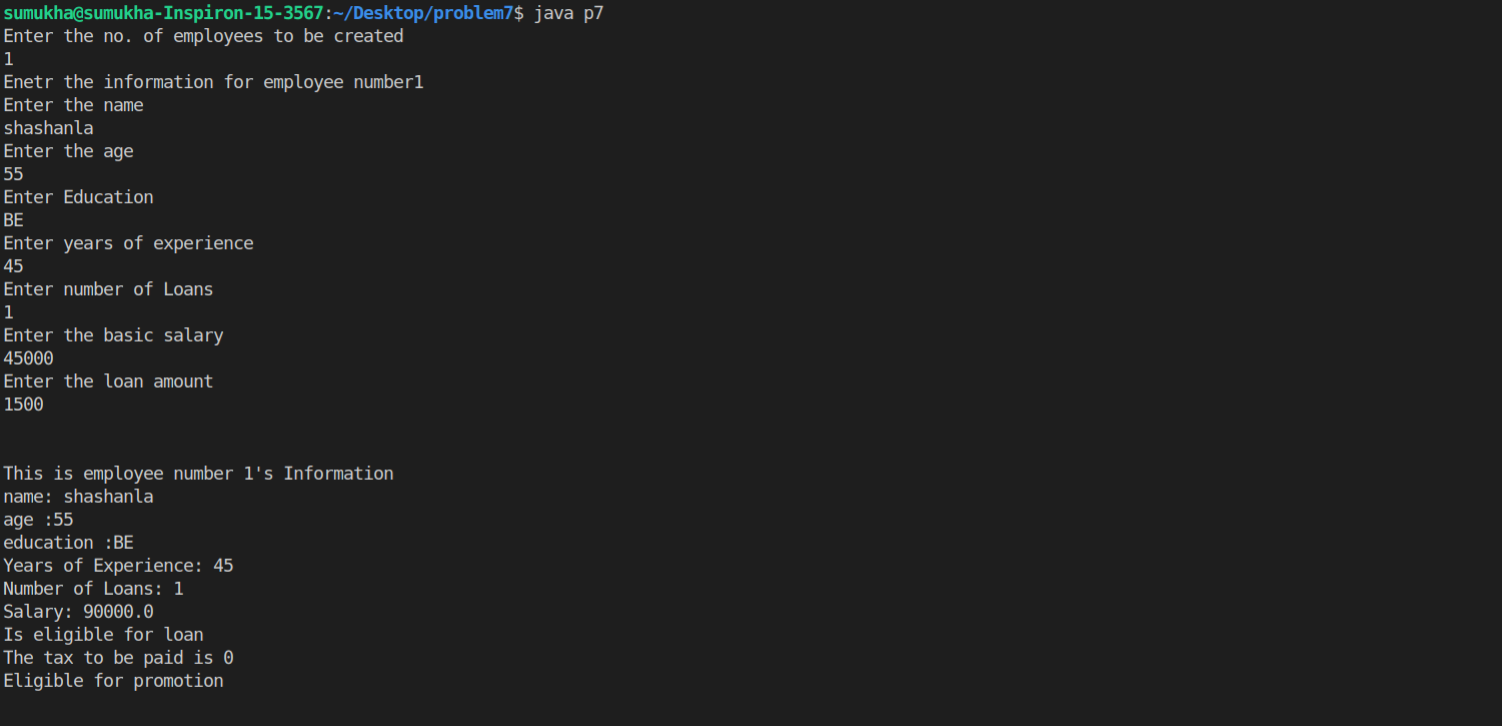 sumukha@sumukha-Inspiron-15-3567:~/Desktop/problem7$ java p7
Enter the no. of employees to be created
1
Enetr the information for employee number1
Enter the name
shashanla
Enter the age
55
Enter Education
BE
Enter years of experience
45
Enter number of Loans
1
Enter the basic salary
45000
Enter the loan amount
1500
This is employee number 1's Information
name: shashanla
age :55
education :BE
Years of Experience: 45
Number of Loans: 1
Salary: 90000.0
Is eligible for loan
The tax to be paid is 0
Eligible for promotion